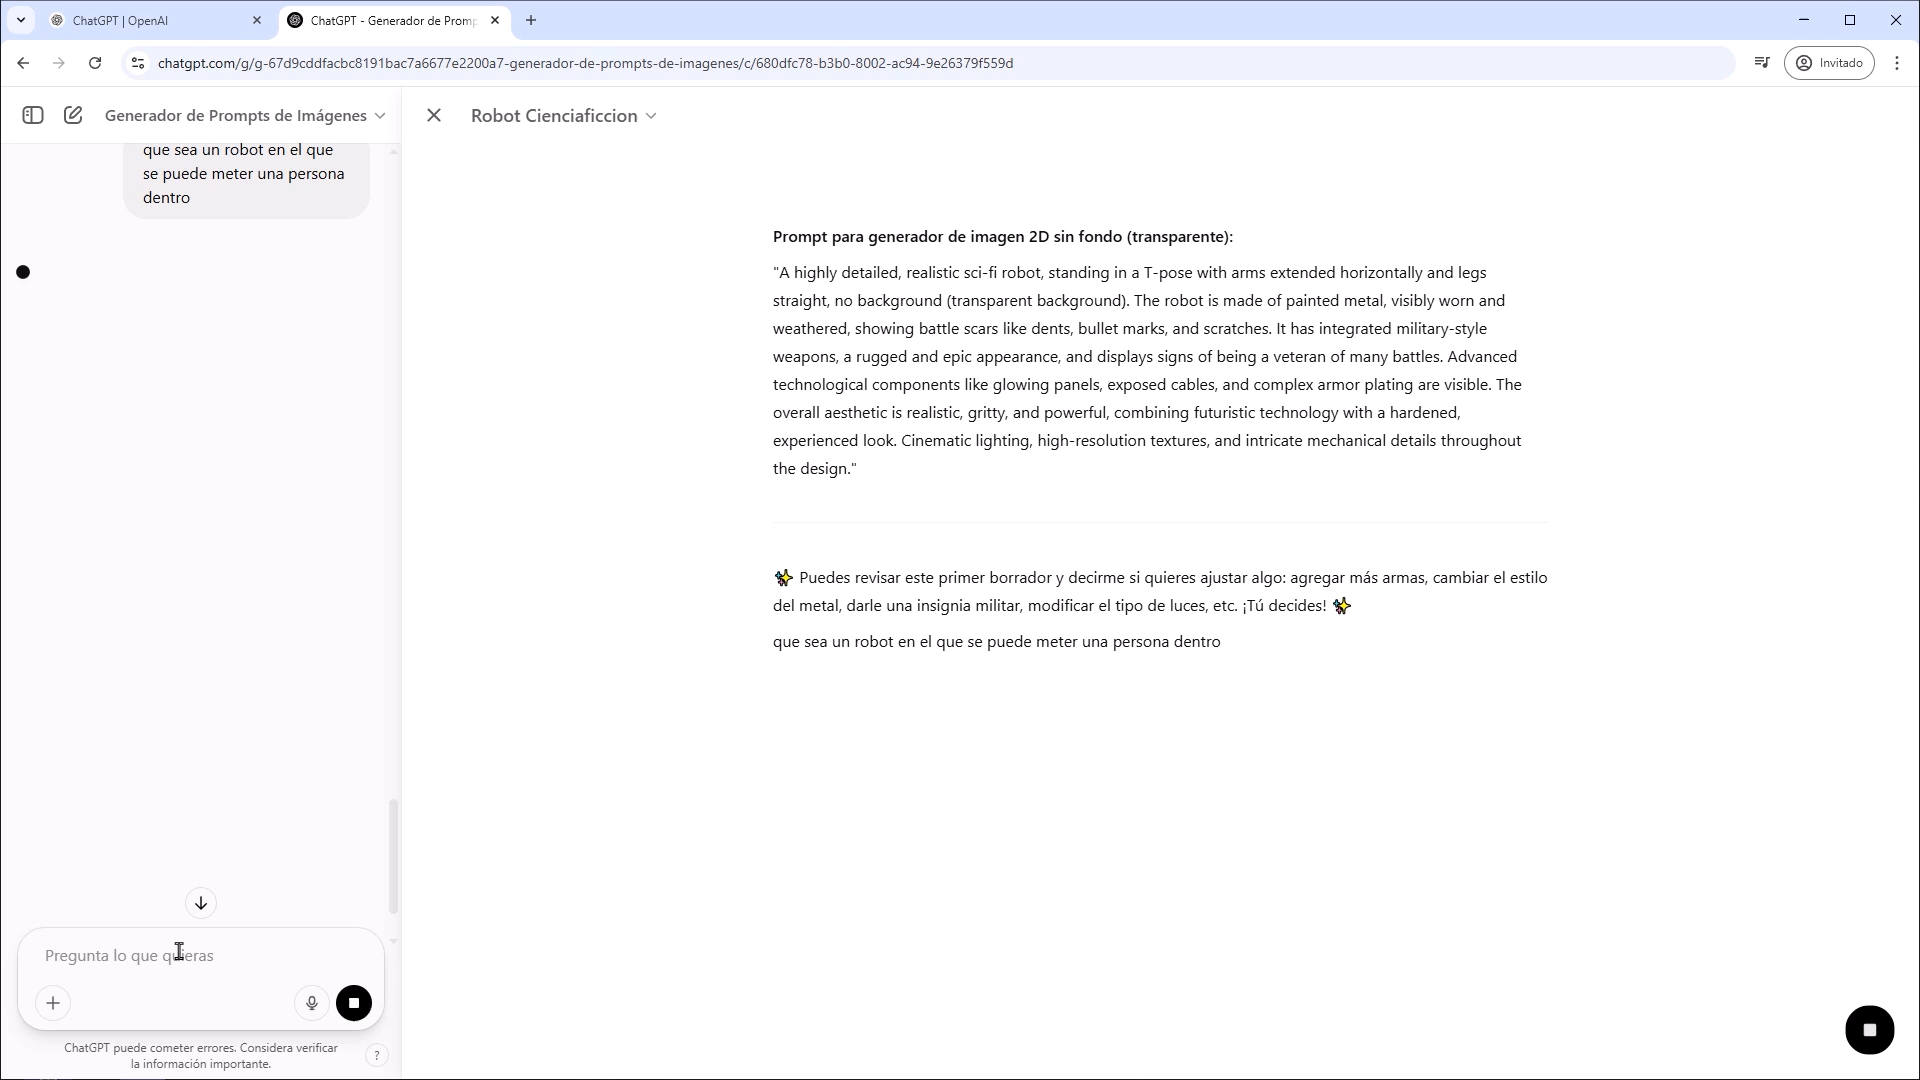 ChatGPT | OpenAI
ChatGPT - Generador de Promp
chatgpt.com/g/g-67d9cddfacbc8191bac7a6677e2200a7-generador-de-prompts-de-imagenes/c/680dfc78-b3b0-8002-ac94-9e26379f559d
Invitado
Generador de Prompts de Imágenes
que sea un robot en el que
se puede meter una persona
dentro
Pregunta lo que quieras
ChatGPT puede cometer errores. Considera verificar
la información importante.
?
Robot Cienciaficcion
Prompt para generador de imagen 2D sin fondo (transparente):
"A highly detailed, realistic sci-fi robot, standing in a T-pose with arms extended horizontally and legs
straight, no background (transparent background). The robot is made of painted metal, visibly worn and
weathered, showing battle scars like dents, bullet marks, and scratches. It has integrated military-style
weapons, a rugged and epic appearance, and displays signs of being a veteran of many battles. Advanced
technological components like glowing panels, exposed cables, and complex armor plating are visible. The
overall aesthetic is realistic, gritty, and powerful, combining futuristic technology with a hardened,
experienced look. Cinematic lighting, high-resolution textures, and intricate mechanical details throughout
the design."
✨ Puedes revisar este primer borrador y decirme si quieres ajustar algo: agregar más armas, cambiar el estilo
del metal, darle una insignia militar, modificar el tipo de luces, etc. ¡Tú decides! ✨
que sea un robot en el que se puede meter una persona dentro